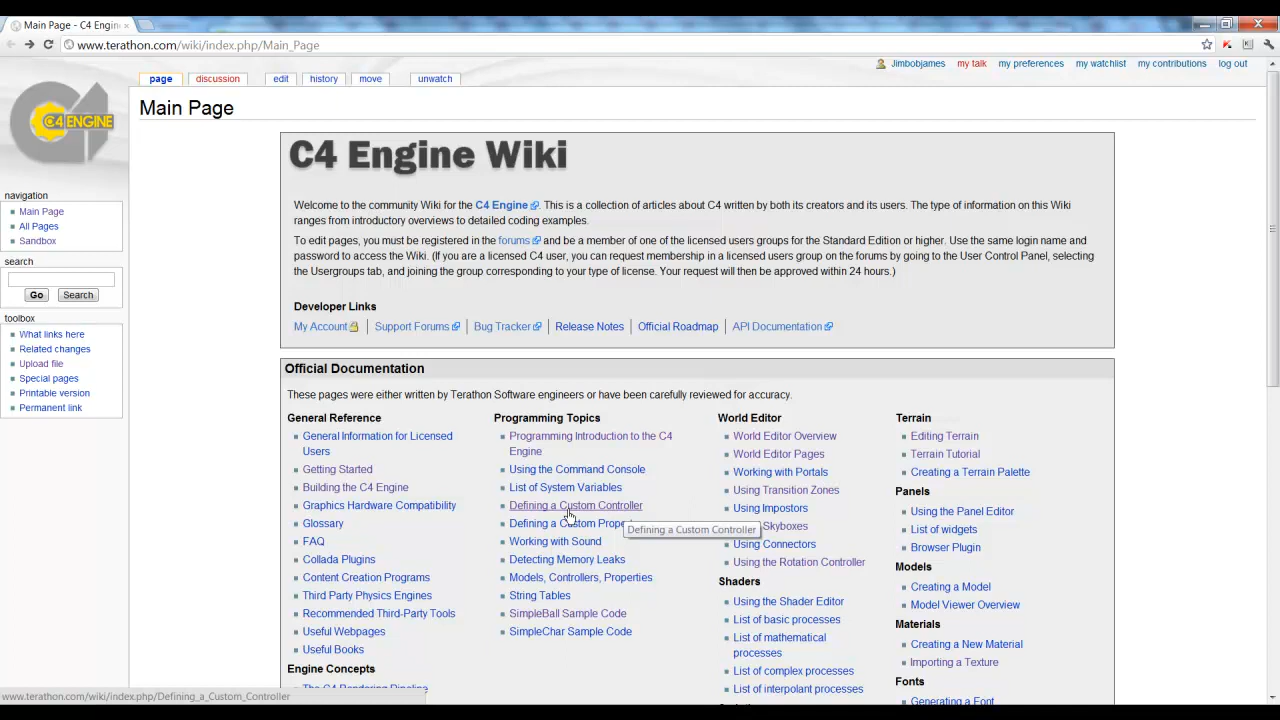 Main Page - C4 Engin
www.terathon.com/wiki/index.php/Main_Page
Jimbobjames my talk my preferences my watchlist my contributions log out
page discussion edit history move unwatch
C4 ENGINE
Main Page
navigation
Main Page
All Pages
Sandbox
search
Go Search
toolbox
What links here
Related changes
Upload file
Special pages
Printable version
Permanent link
C4 Engine Wiki
Welcome to the community Wiki for the C4 Engine. This is a collection of articles about C4 written by both its creators and its users. The type of information on this Wiki
ranges from introductory overviews to detailed coding examples.
To edit pages, you must be registered in the forums and be a member of one of the licensed users groups for the Standard Edition or higher. Use the same login name and
password to access the Wiki. (If you are a licensed C4 user, you can request membership in a licensed users group on the forums by going to the User Control Panel, selecting
the Usergroups tab, and joining the group corresponding to your type of license. Your request will then be approved within 24 hours.)
Developer Links
My Account | Support Forums | Bug Tracker | Release Notes | Official Roadmap | API Documentation
Official Documentation
These pages were either written by Terathon Software engineers or have been carefully reviewed for accuracy.
General Reference
General Information for Licensed
Users
Getting Started
Building the C4 Engine
Graphics Hardware Compatibility
Glossary
FAQ
Collada Plugins
Content Creation Programs
Third Party Physics Engines
Recommended Third-Party Tools
Useful Webpages
Useful Books
Engine Concepts
The C4 Rendering Pipeline
Programming Topics
Programming Introduction to the C4
Engine
Using the Command Console
List of System Variables
Defining a Custom Controller
Defining a Custom Prope
Defining a Custom Controller
Working with Sound
Detecting Memory Leaks
Models, Controllers, Properties
String Tables
SimpleBall Sample Code
SimpleChar Sample Code
World Editor
World Editor Overview
World Editor Pages
Working with Portals
Using Transition Zones
Using Impostors
Skyboxes
Using Connectors
Using the Rotation Controller
Shaders
Using the Shader Editor
List of basic processes
List of mathematical
processes
List of complex processes
List of interpolant processes
Terrain
Editing Terrain
Terrain Tutorial
Creating a Terrain Palette
Panels
Using the Panel Editor
List of widgets
Browser Plugin
Models
Creating a Model
Model Viewer Overview
Materials
Creating a New Material
Importing a Texture
Fonts
Generating a Font
www.terathon.com/wiki/index.php/Defining_a_Custom_Controller